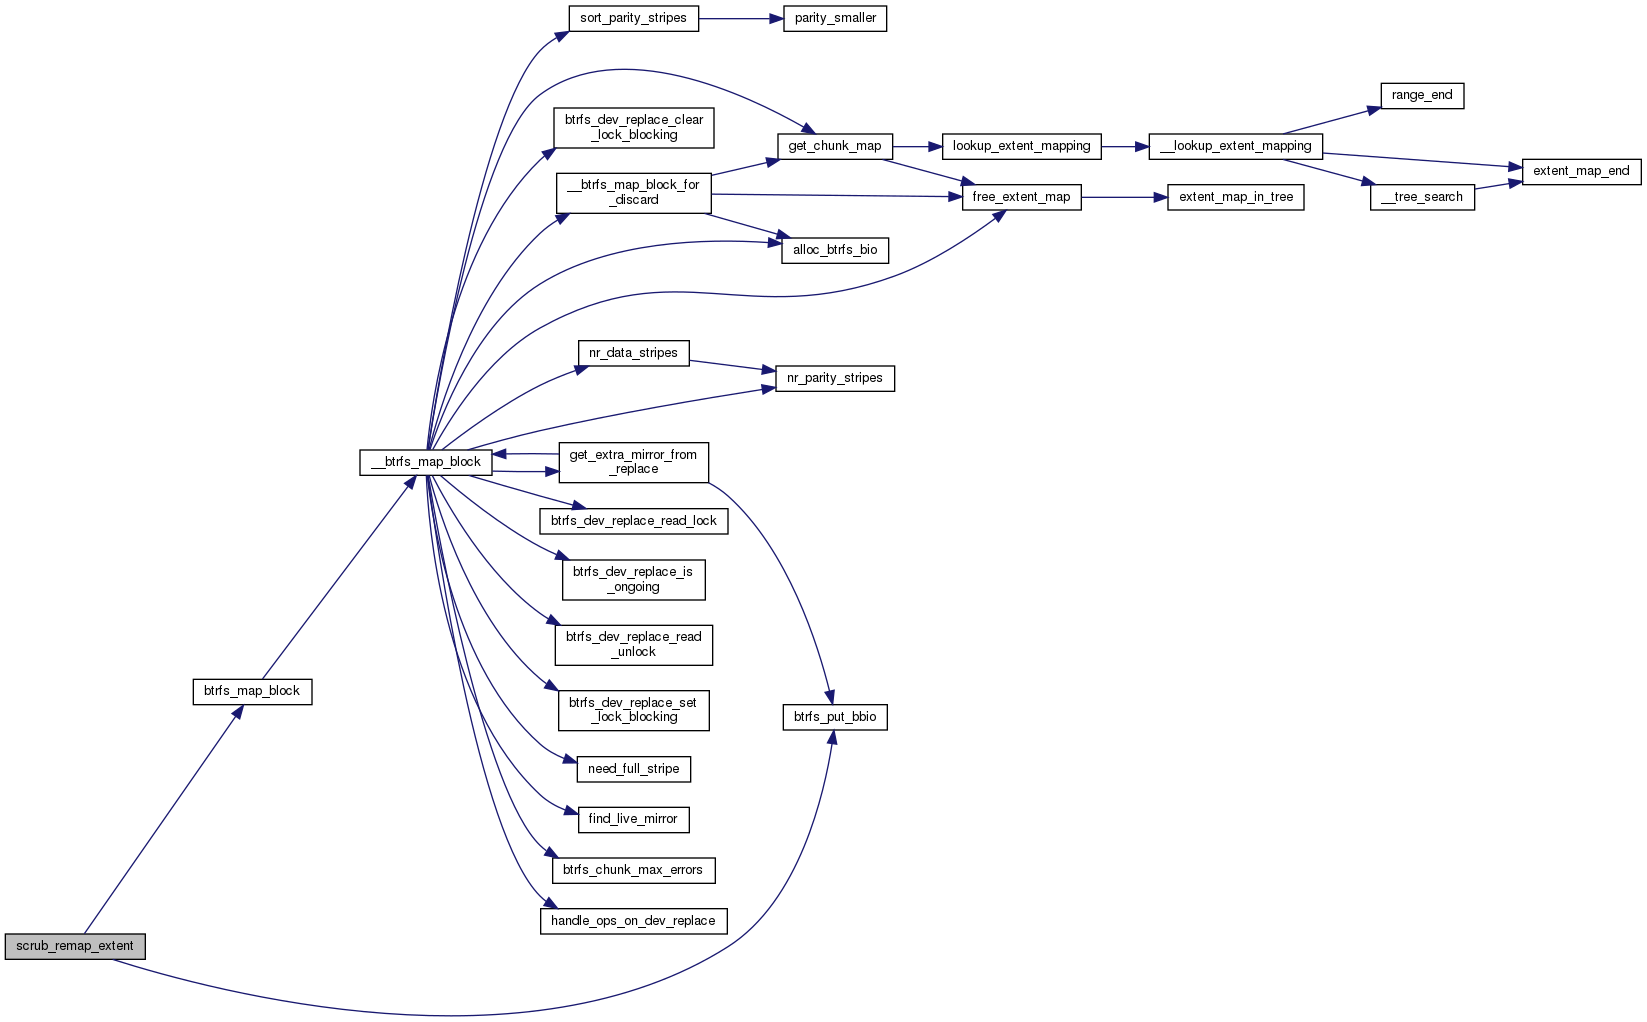 sort_parity_stripes
parity_smaller
range_end
btrfs_dev_replace_clear
_lock_blocking
get_chunk_map
lookup_extent_mapping
__lookup_extent_mapping
extent_map_end
__btrfs_map_block_for
_discard
free_extent_map
extent_map_in_tree
__tree_search
alloc_btrfs_bio
nr_data_stripes
nr_parity_stripes
__btrfs_map_block
get_extra_mirror_from
_replace
btrfs_dev_replace_read_lock
btrfs_dev_replace_is
_ongoing
btrfs_dev_replace_read
_unlock
btrfs_map_block
btrfs_dev_replace_set
_lock_blocking
btrfs_put_bbio
need_full_stripe
find_live_mirror
btrfs_chunk_max_errors
handle_ops_on_dev_replace
scrub_remap_extent